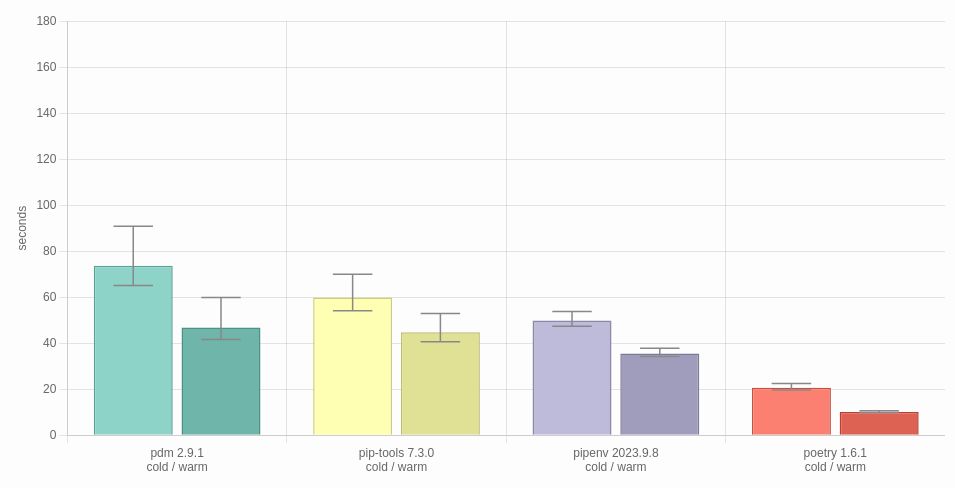 180
160
140
120
100
80
60
40
20
0
seconds
pdm 2.9.1
cold / warm
pip-tools 7.3.0
cold / warm
pipenv 2023.9.8
cold / warm
poetry 1.6.1
cold / warm